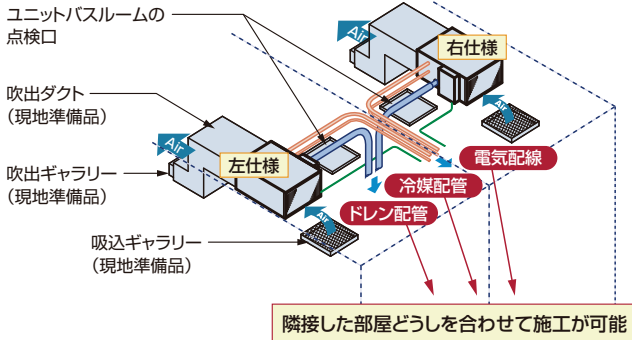 ユニットバスルームの
点検口
Air
右仕様
吹出ダクト
（現地準備品）
Air
Air
左仕様
電気配線
吹出ギャラリー
（現地準備品）
冷媒配管
ドレン配管
Air
吸込ギャラリー
（現地準備品）
隣接した部屋どうしを合わせて施工が可能